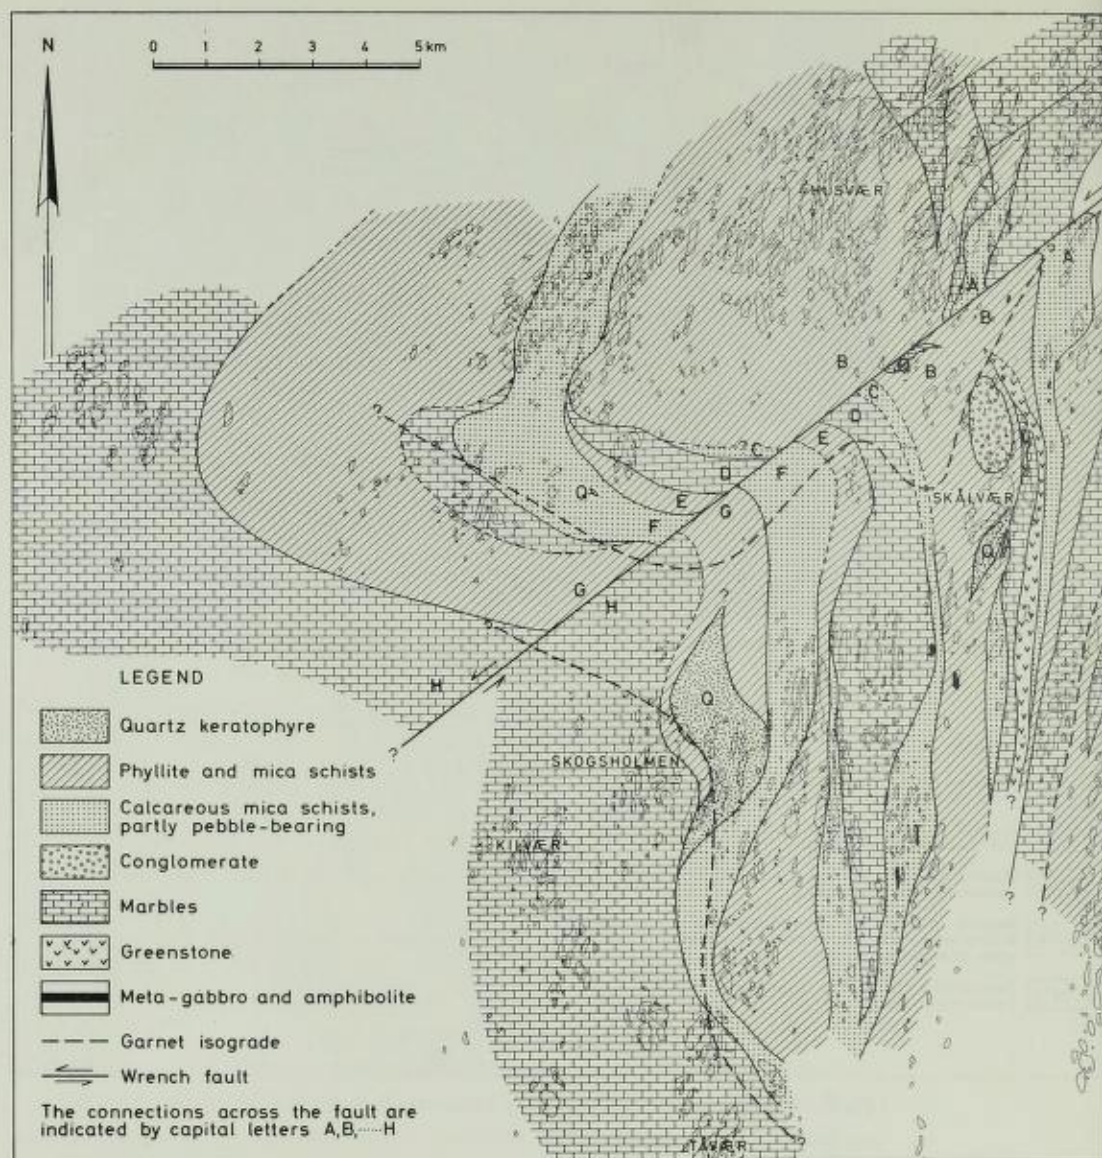 N
0 1 2 3 4 5 km
HUSVÆR
A
A
B
B
B
C
D
E
C
D
F
E
G
F
Q
Q
SKÅLVÆR
Q
G
H
H
Q
SKOGSHOLMEN
KILVÆR
TÅVÆR
?
?
?
?
?
?
?
?
LEGEND
Quartz keratophyre
Phyllite and mica schists
Calcareous mica schists,
partly pebble-bearing
Conglomerate
Marbles
Greenstone
Meta-gabbro and amphibolite
Garnet isograde
Wrench fault
The connections across the fault are
indicated by capital letters A,B,·····H